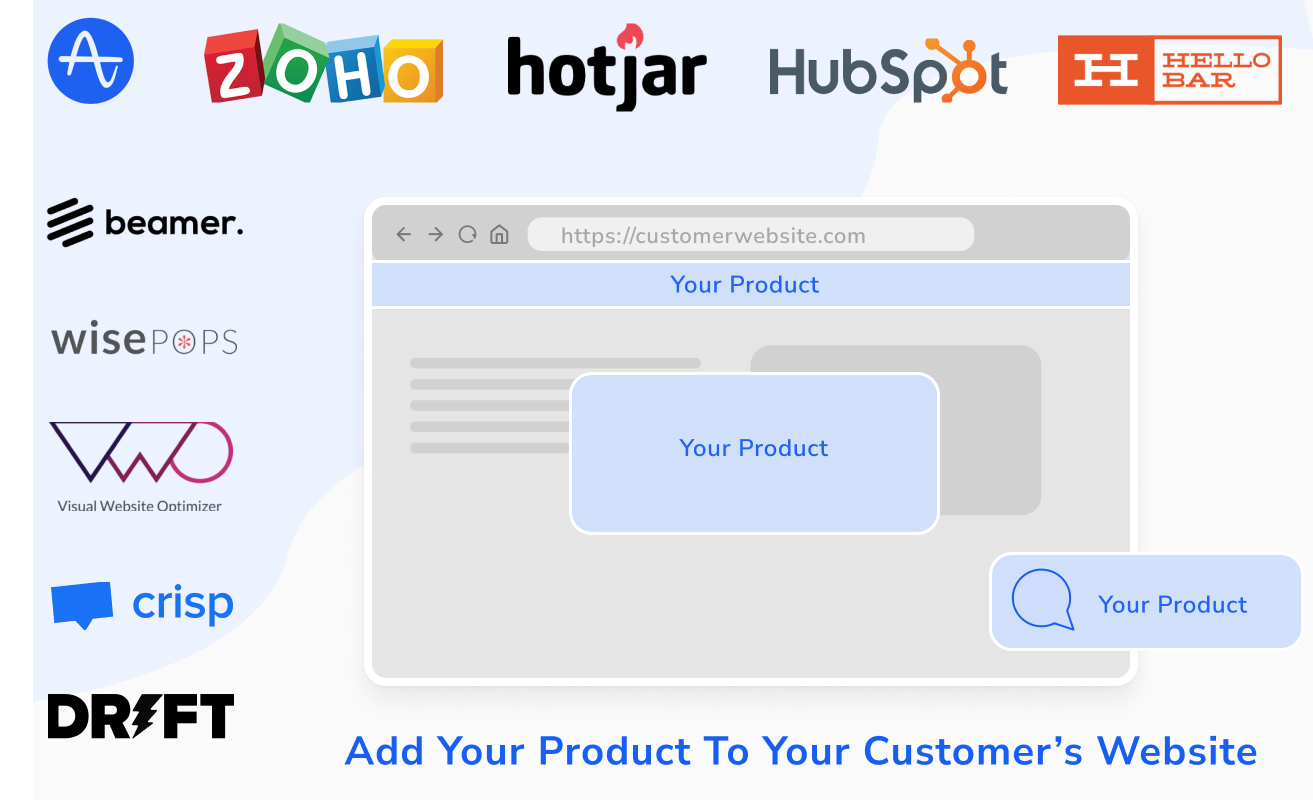 ZOHO
hotjar
HubSpot
H
HELLO
BAR
beamer.
wisePOPS
VWO
Visual Website Optimizer
crisp
DRIFT
https://customerwebsite.com
Your Product
Your Product
Your Product
Add Your Product To Your Customer’s Website